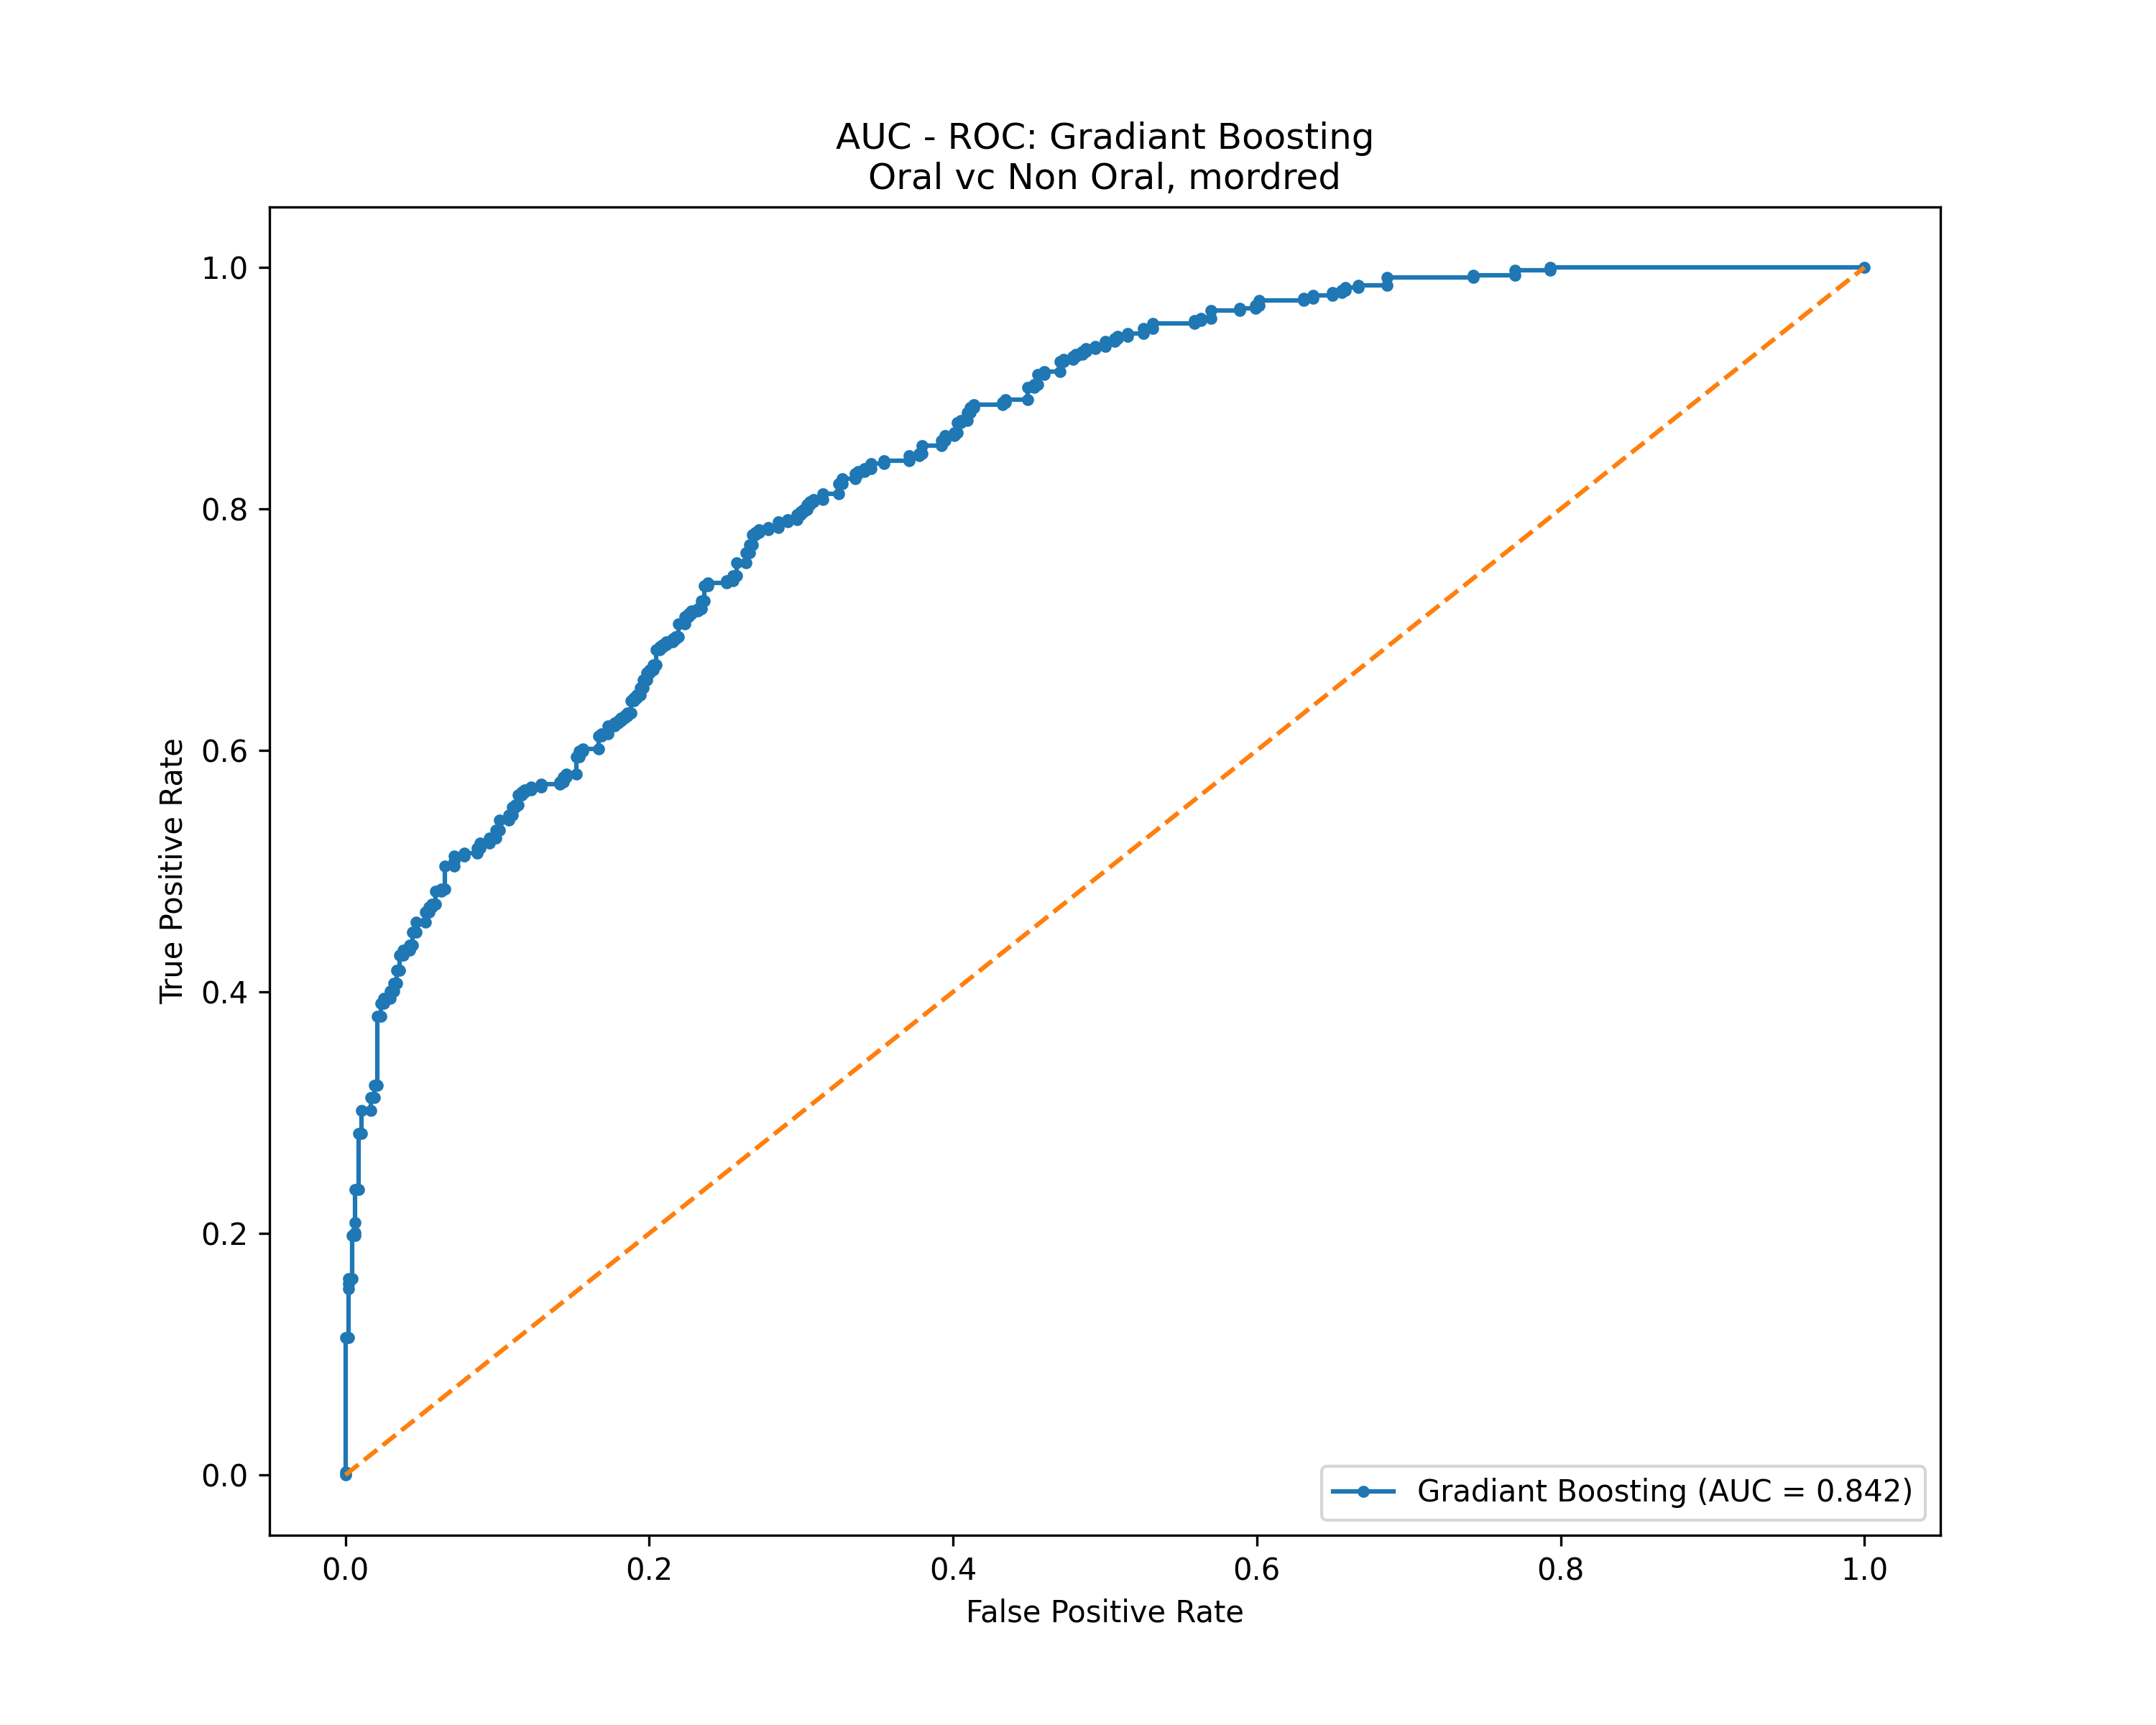 AUC - ROC: Gradiant Boosting
Oral vc Non Oral, mordred
True Positive Rate
1.0
0.8
0.6
0.4
0.2
0.0
Gradiant Boosting (AUC = 0.842)
0.0 0.2 0.4 0.6 0.8 1.0
False Positive Rate